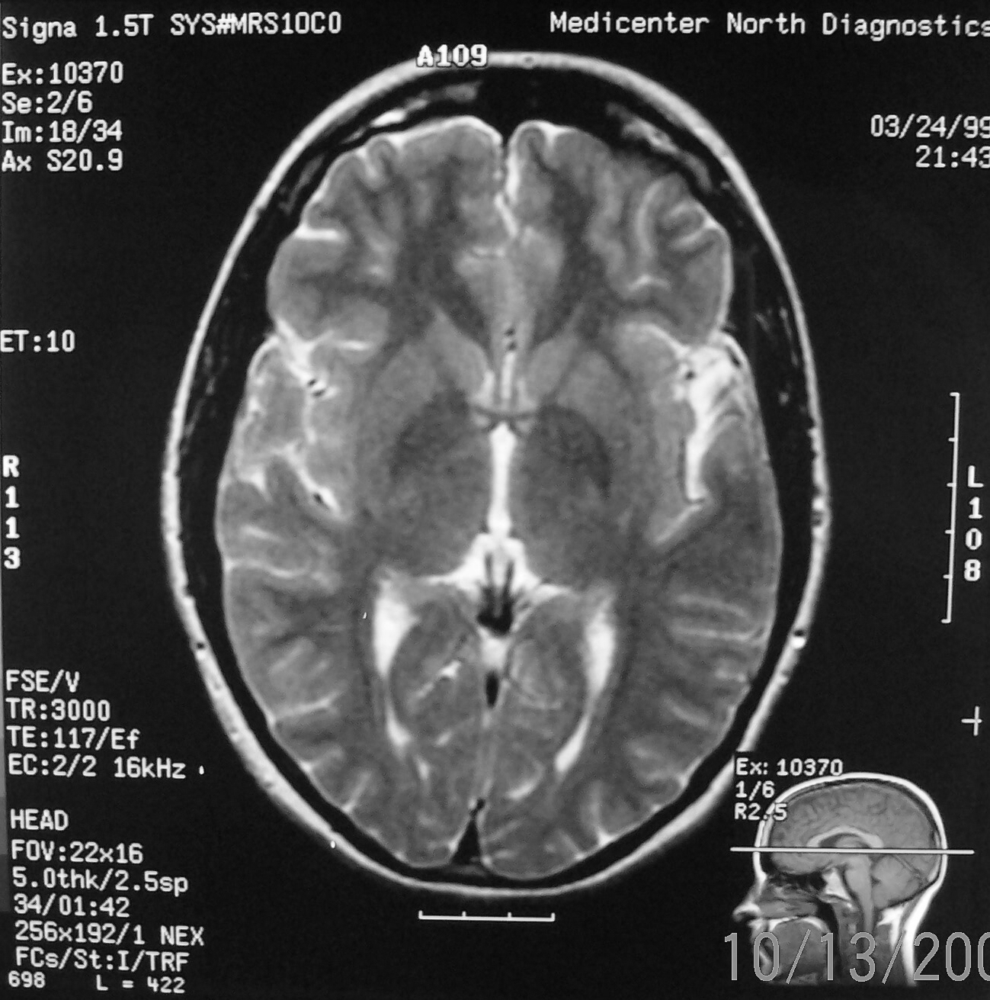 Signa 1.5T SYS#MRS10C0
Medicenter North Diagnostics
A109
Ex:10370
Se:2/6
Im:18/34
Ax S20.9
03/24/99
21:43
ET:10
R
1
1
3
L
1
0
8
FSE/V
TR:3000
TE:117/Ef
EC:2/2 16kHz
HEAD
FOV:22x16
5.0thk/2.5sp
34/01:42
256x192/1 NEX
FCs/St:I/TRF
698 L = 422
Ex: 10370
1/6
R2.5
10/13/200